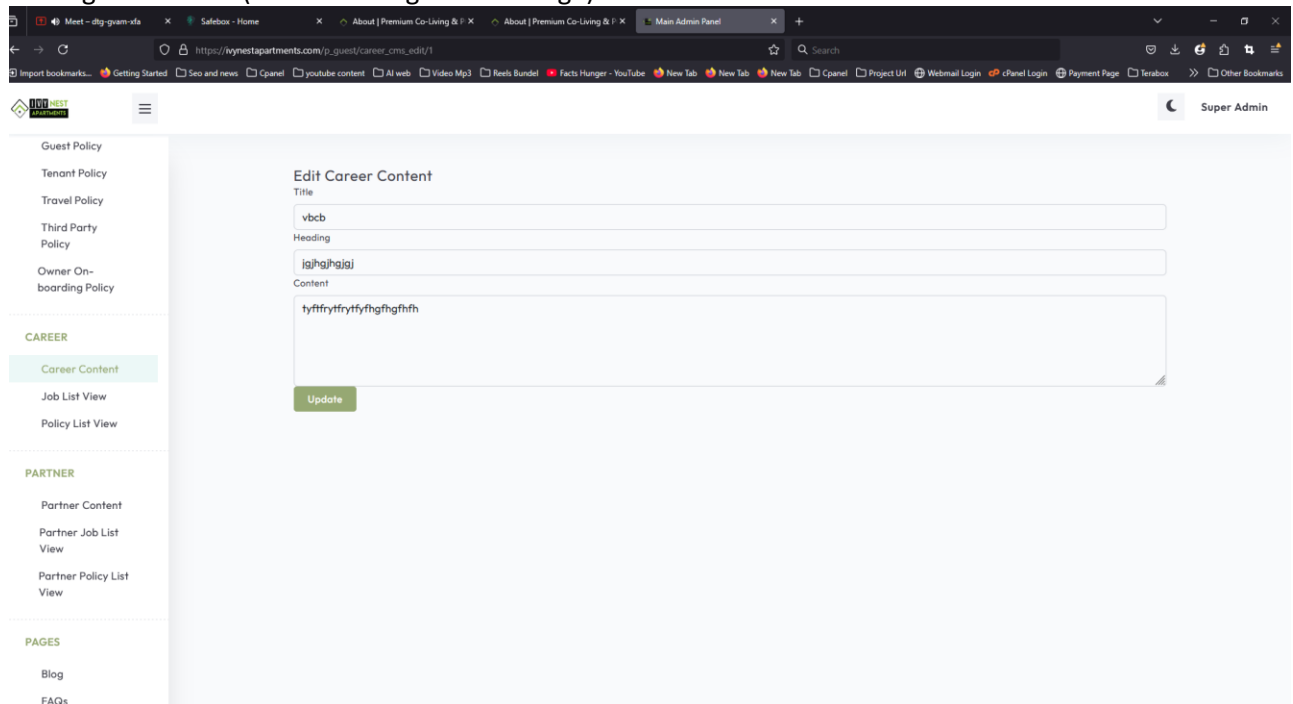 Meet – dtg-gvam-xfa
Safebox - Home
About | Premium Co-Living & P
About | Premium Co-Living & P
Main Admin Panel
https://ivynestapartments.com/p_guest/career_cms_edit/1
Search
Import bookmarks...
Getting Started
Seo and news
Cpanel
youtube content
AI web
Video Mp3
Reels Bundel
Facts Hunger - YouTube
New Tab
New Tab
New Tab
Cpanel
Project Url
Webmail Login
cPanel Login
Payment Page
Terabox
Other Bookmarks
IVY NEST
APARTMENTS
Super Admin
Guest Policy
Tenant Policy
Travel Policy
Third Party
Policy
Owner On-
boarding Policy
CAREER
Career Content
Job List View
Policy List View
PARTNER
Partner Content
Partner Job List
View
Partner Policy List
View
PAGES
Blog
FAQs
Edit Career Content
Title
vbcb
Heading
jgjhgjhgjgj
Content
tyftfrytfrytfyfhgfhgfhfh
Update